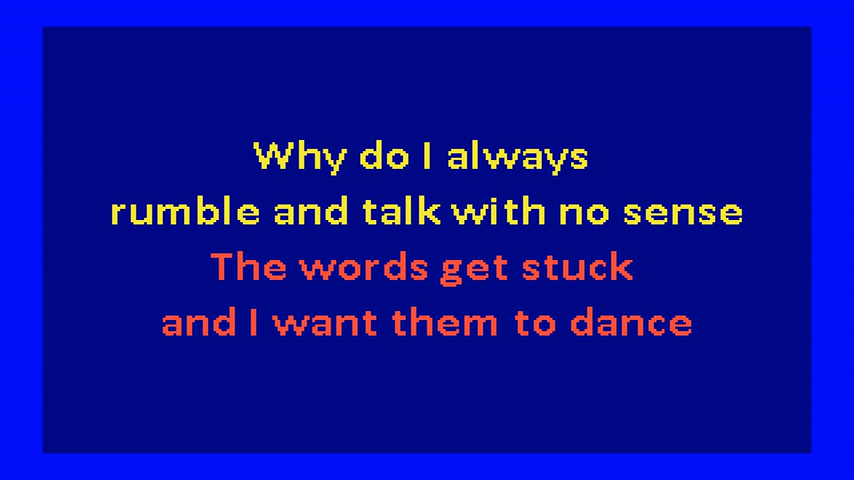 Why do I always
rumble and talk with no sense
The words get stuck
and I want them to dance